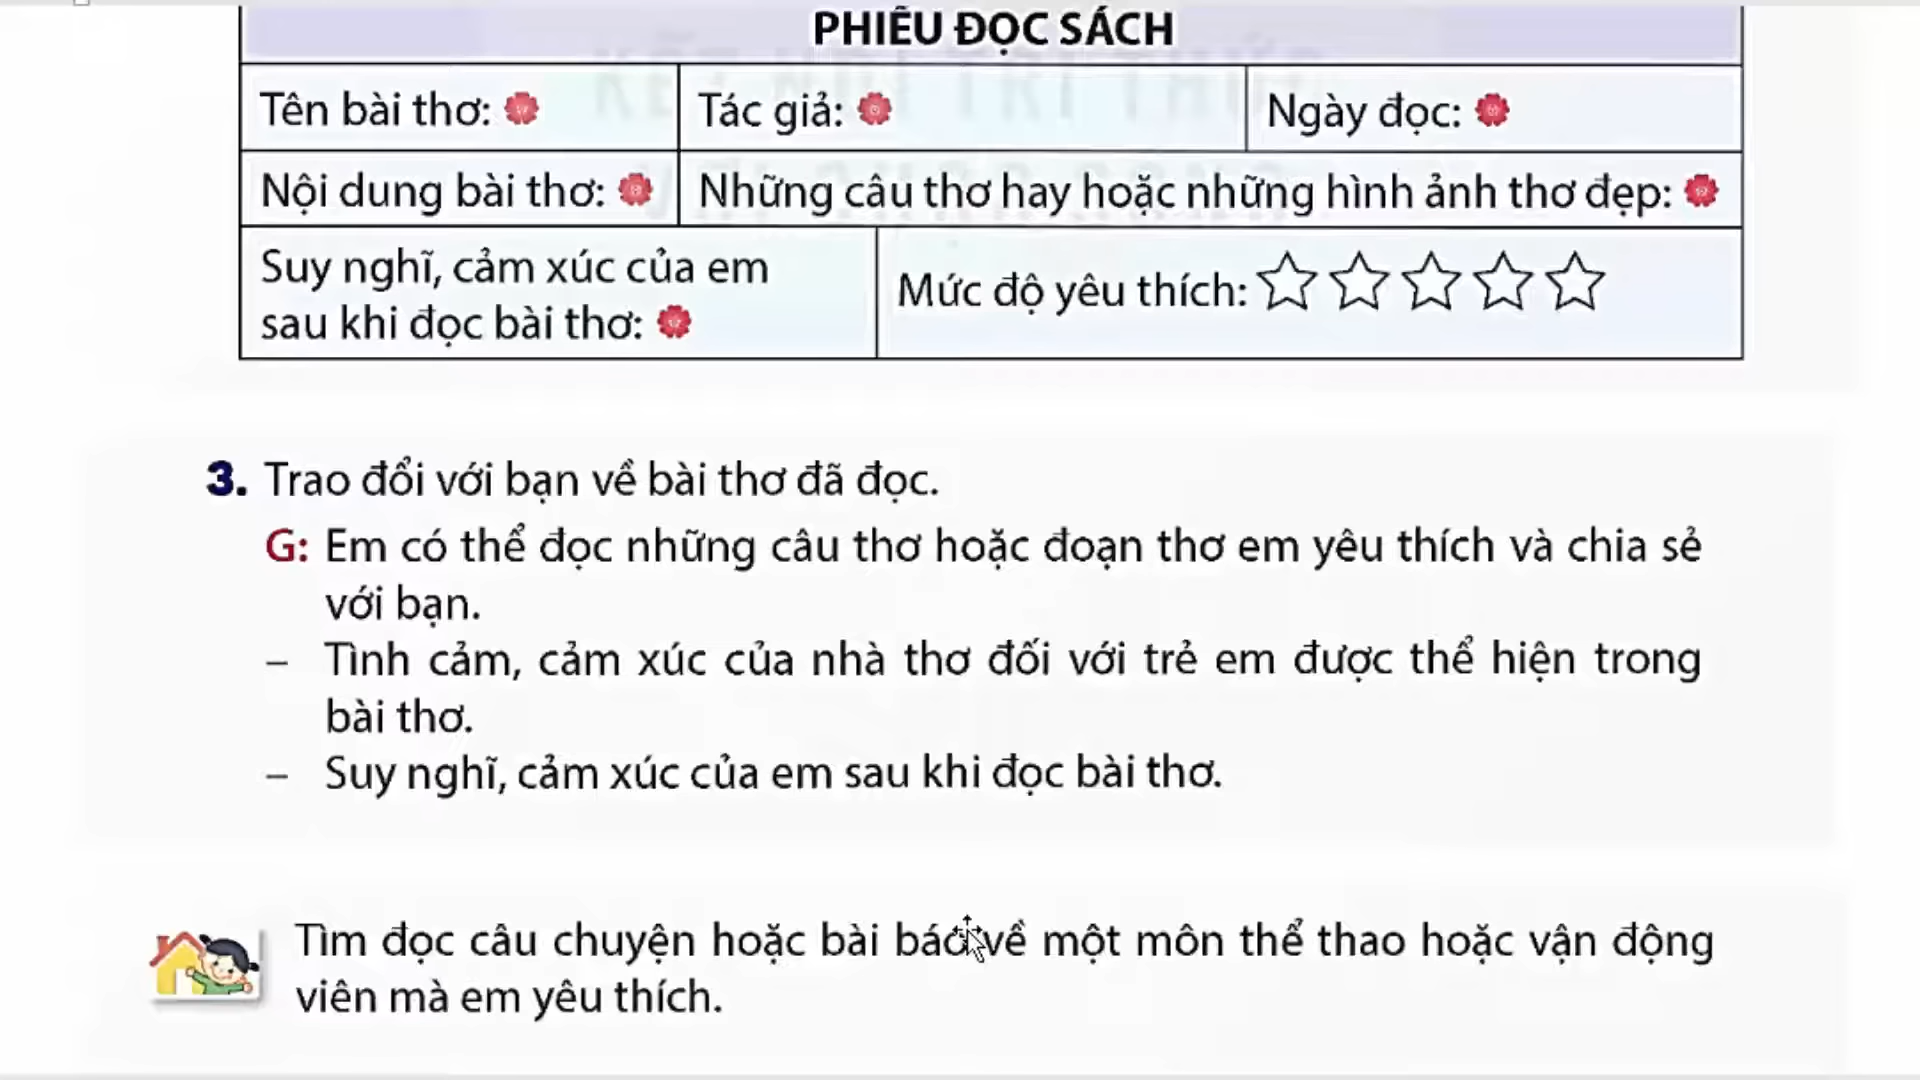 PHIẾU ĐỌC SÁCH
Tên bài thơ:
Tác giả:
Ngày đọc:
Nội dung bài thơ:
Những câu thơ hay hoặc những hình ảnh thơ đẹp:
Suy nghĩ, cảm xúc của em
sau khi đọc bài thơ:
Mức độ yêu thích:
3. Trao đổi với bạn về bài thơ đã đọc.
G: Em có thể đọc những câu thơ hoặc đoạn thơ em yêu thích và chia sẻ
với bạn.
– Tình cảm, cảm xúc của nhà thơ đối với trẻ em được thể hiện trong
bài thơ.
– Suy nghĩ, cảm xúc của em sau khi đọc bài thơ.
Tìm đọc câu chuyện hoặc bài báo về một môn thể thao hoặc vận động
viên mà em yêu thích.